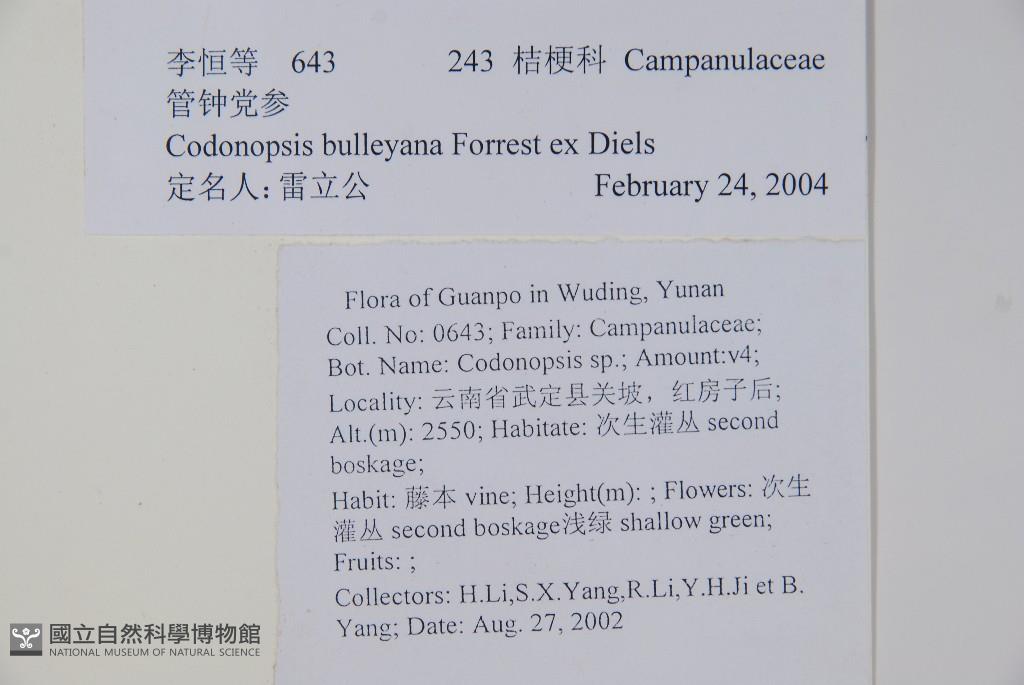 李恒等 643 243 桔梗科 Campanulaceae
管钟党参
Codonopsis bulleyana Forrest ex Diels
定名人: 雷立公 February 24, 2004
Flora of Guanpo in Wuding, Yunan
Coll. No: 0643; Family: Campanulaceae;
Bot. Name: Codonopsis sp.; Amount:v4;
Locality: 云南省武定县关坡，红房子后;
Alt.(m): 2550; Habitate: 次生灌丛 second
boskage;
Habit: 藤本 vine; Height(m): ; Flowers: 次生
灌丛 second boskage浅绿 shallow green;
Fruits: ;
Collectors: H.Li,S.X.Yang,R.Li,Y.H.Ji et B.
Yang; Date: Aug. 27, 2002
國立自然科學博物館
NATIONAL MUSEUM OF NATURAL SCIENCE